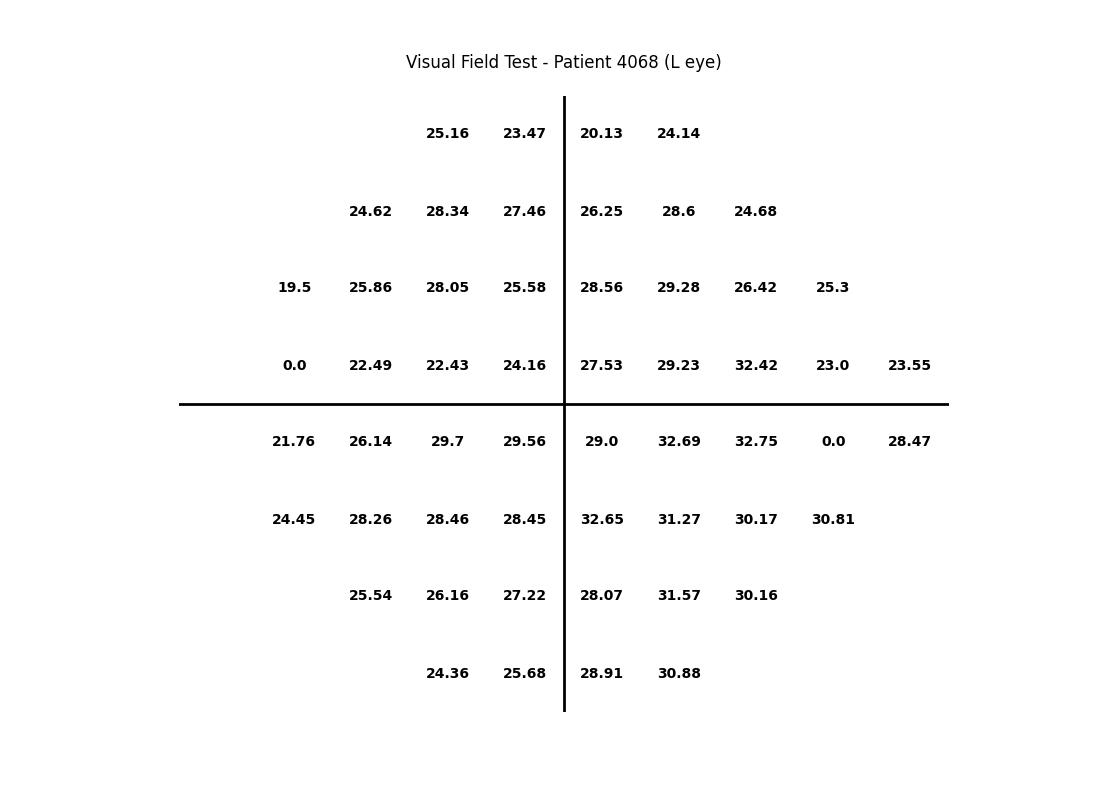 Visual Field Test - Patient 4068 (L eye)
25.16 23.47 20.13 24.14
24.62 28.34 27.46 26.25 28.6 24.68
19.5 25.86 28.05 25.58 28.56 29.28 26.42 25.3
0.0 22.49 22.43 24.16 27.53 29.23 32.42 23.0 23.55
21.76 26.14 29.7 29.56 29.0 32.69 32.75 0.0 28.47
24.45 28.26 28.46 28.45 32.65 31.27 30.17 30.81
25.54 26.16 27.22 28.07 31.57 30.16
24.36 25.68 28.91 30.88